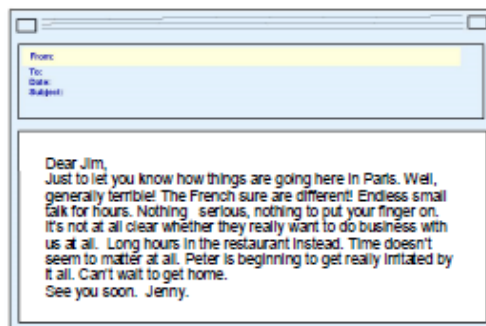 From:
To:
Date:
Subject:
Dear Jim,
Just to let you know how things are going here in Paris. Well,
generally terrible! The French sure are different! Endless small
talk for hours. Nothing serious, nothing to put your finger on.
It's not at all clear whether they really want to do business with
us at all. Long hours in the restaurant instead. Time doesn't
seem to matter at all. Peter is beginning to get really irritated by
it all. Can't wait to get home.
See you soon. Jenny.